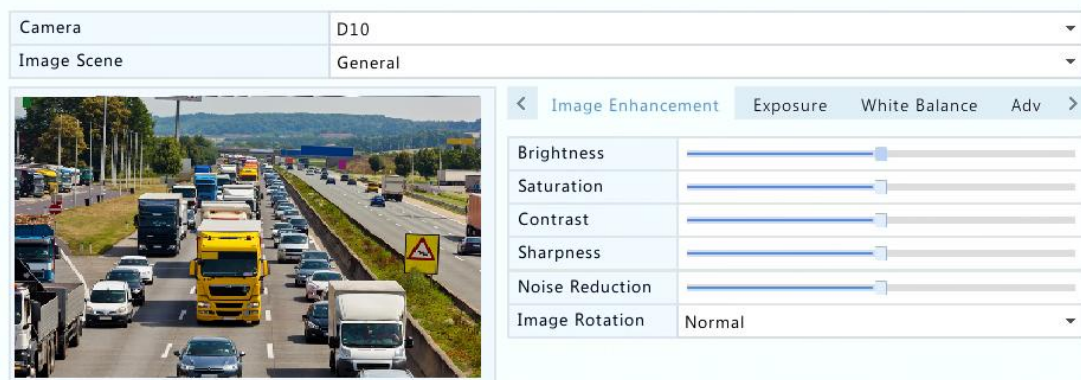 Camera D10
Image Scene General
< Image Enhancement Exposure White Balance Adv >
Brightness
Saturation
Contrast
Sharpness
Noise Reduction
Image Rotation Normal